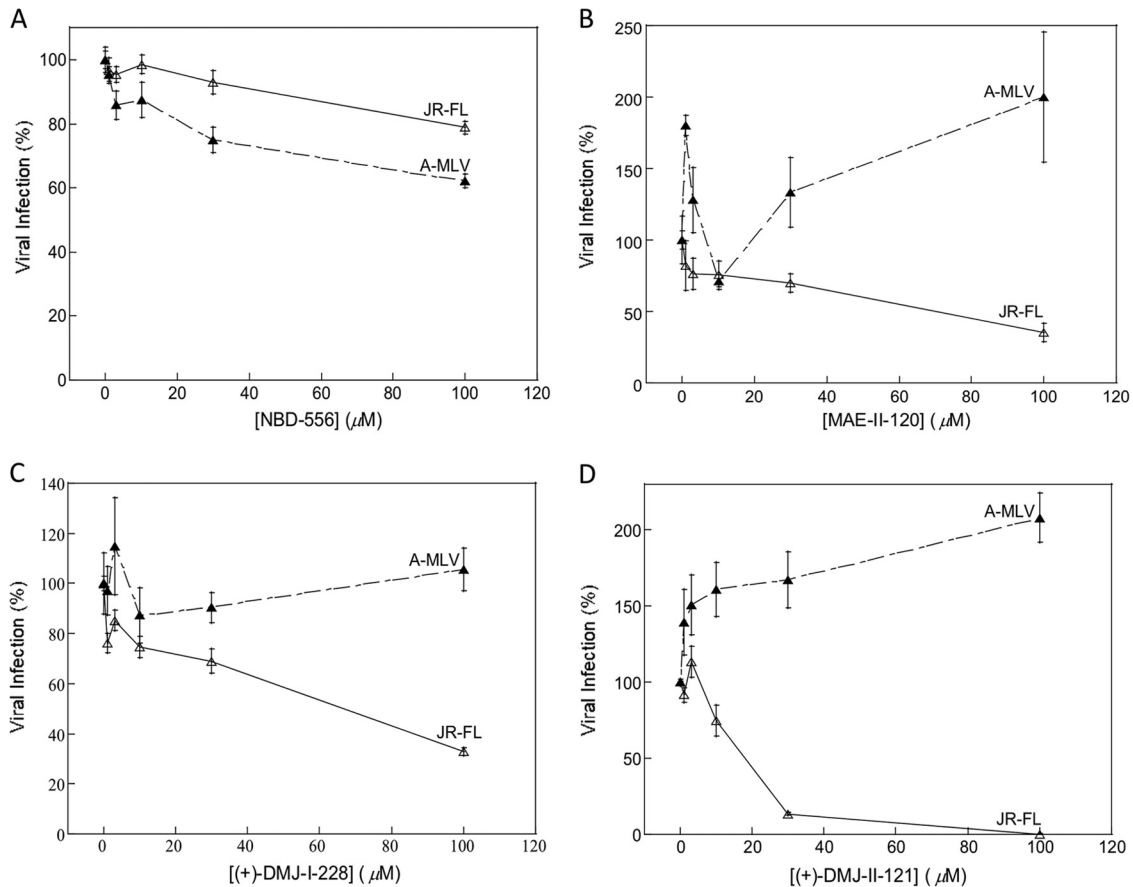 A
Viral Infection (%)
100
80
60
40
20
0
JR-FL
A-MLV
0 20 40 60 80 100 120
[NBD-556] (μM)
B
Viral Infection (%)
250
200
150
100
50
0
A-MLV
JR-FL
0 20 40 60 80 100 120
[MAE-II-120] ( μM)
C
Viral Infection (%)
140
120
100
80
60
40
20
0
A-MLV
JR-FL
0 20 40 60 80 100 120
[(+)-DMJ-I-228] ( μM)
D
Viral Infection (%)
200
150
100
50
0
A-MLV
JR-FL
0 20 40 60 80 100 120
[(+)-DMJ-II-121] ( μM)